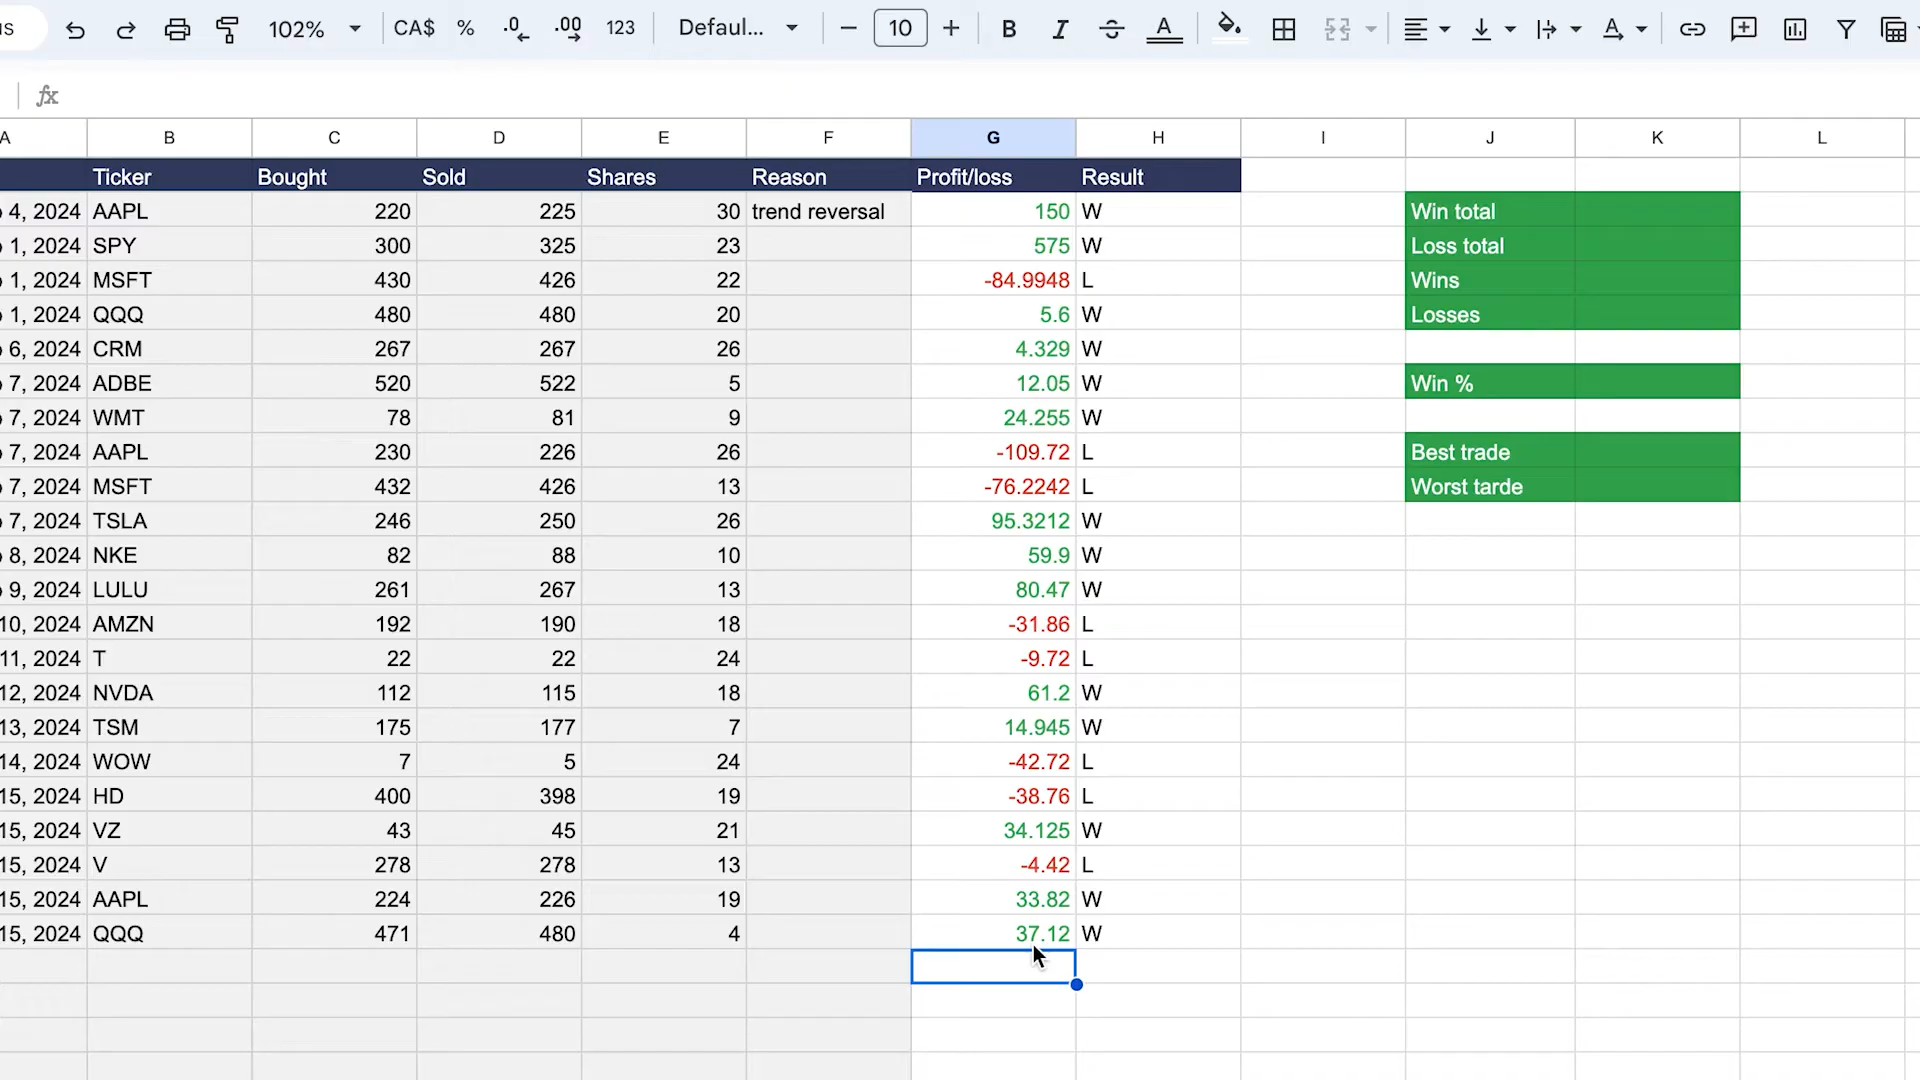 102% CA$ % .0 .00 123 Defaul... 10 B I A A
fx
A B C D E F G H I J K L
Ticker Bought Sold Shares Reason Profit/loss Result
4, 2024 AAPL 220 225 30 trend reversal 150 W Win total
1, 2024 SPY 300 325 23 575 W Loss total
1, 2024 MSFT 430 426 22 -84.9948 L Wins
1, 2024 QQQ 480 480 20 5.6 W Losses
6, 2024 CRM 267 267 26 4.329 W
7, 2024 ADBE 520 522 5 12.05 W Win %
7, 2024 WMT 78 81 9 24.255 W
7, 2024 AAPL 230 226 26 -109.72 L Best trade
7, 2024 MSFT 432 426 13 -76.2242 L Worst tarde
7, 2024 TSLA 246 250 26 95.3212 W
8, 2024 NKE 82 88 10 59.9 W
9, 2024 LULU 261 267 13 80.47 W
10, 2024 AMZN 192 190 18 -31.86 L
11, 2024 T 22 22 24 -9.72 L
12, 2024 NVDA 112 115 18 61.2 W
13, 2024 TSM 175 177 7 14.945 W
14, 2024 WOW 7 5 24 -42.72 L
15, 2024 HD 400 398 19 -38.76 L
15, 2024 VZ 43 45 21 34.125 W
15, 2024 V 278 278 13 -4.42 L
15, 2024 AAPL 224 226 19 33.82 W
15, 2024 QQQ 471 480 4 37.12 W